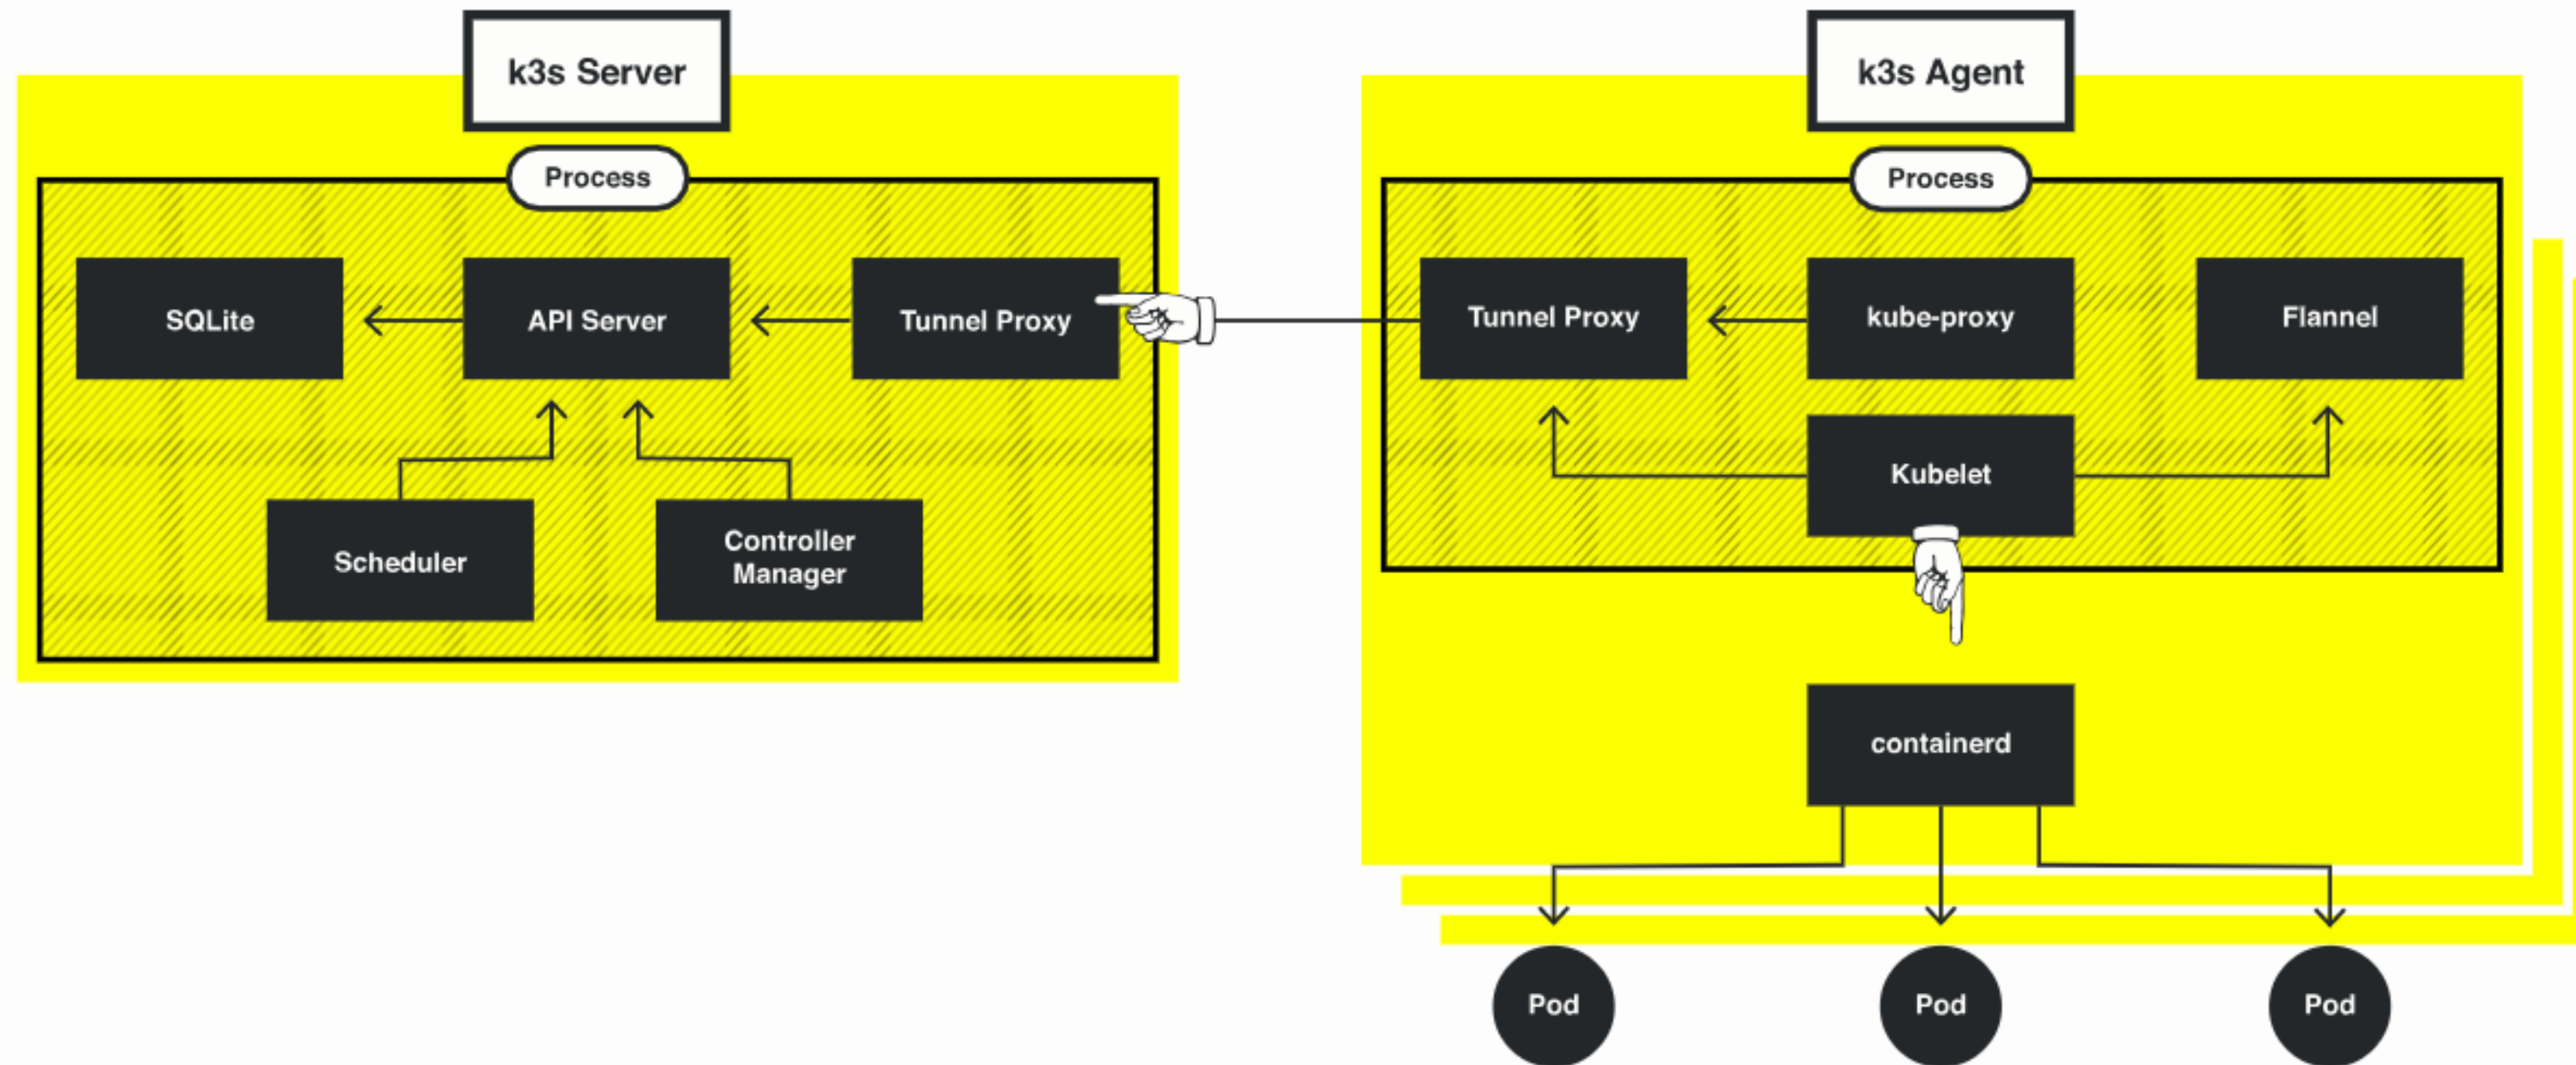 k3s Server
Process
SQLite
API Server
Tunnel Proxy
Scheduler
Controller
Manager
k3s Agent
Process
Tunnel Proxy
kube-proxy
Flannel
Kubelet
containerd
Pod
Pod
Pod